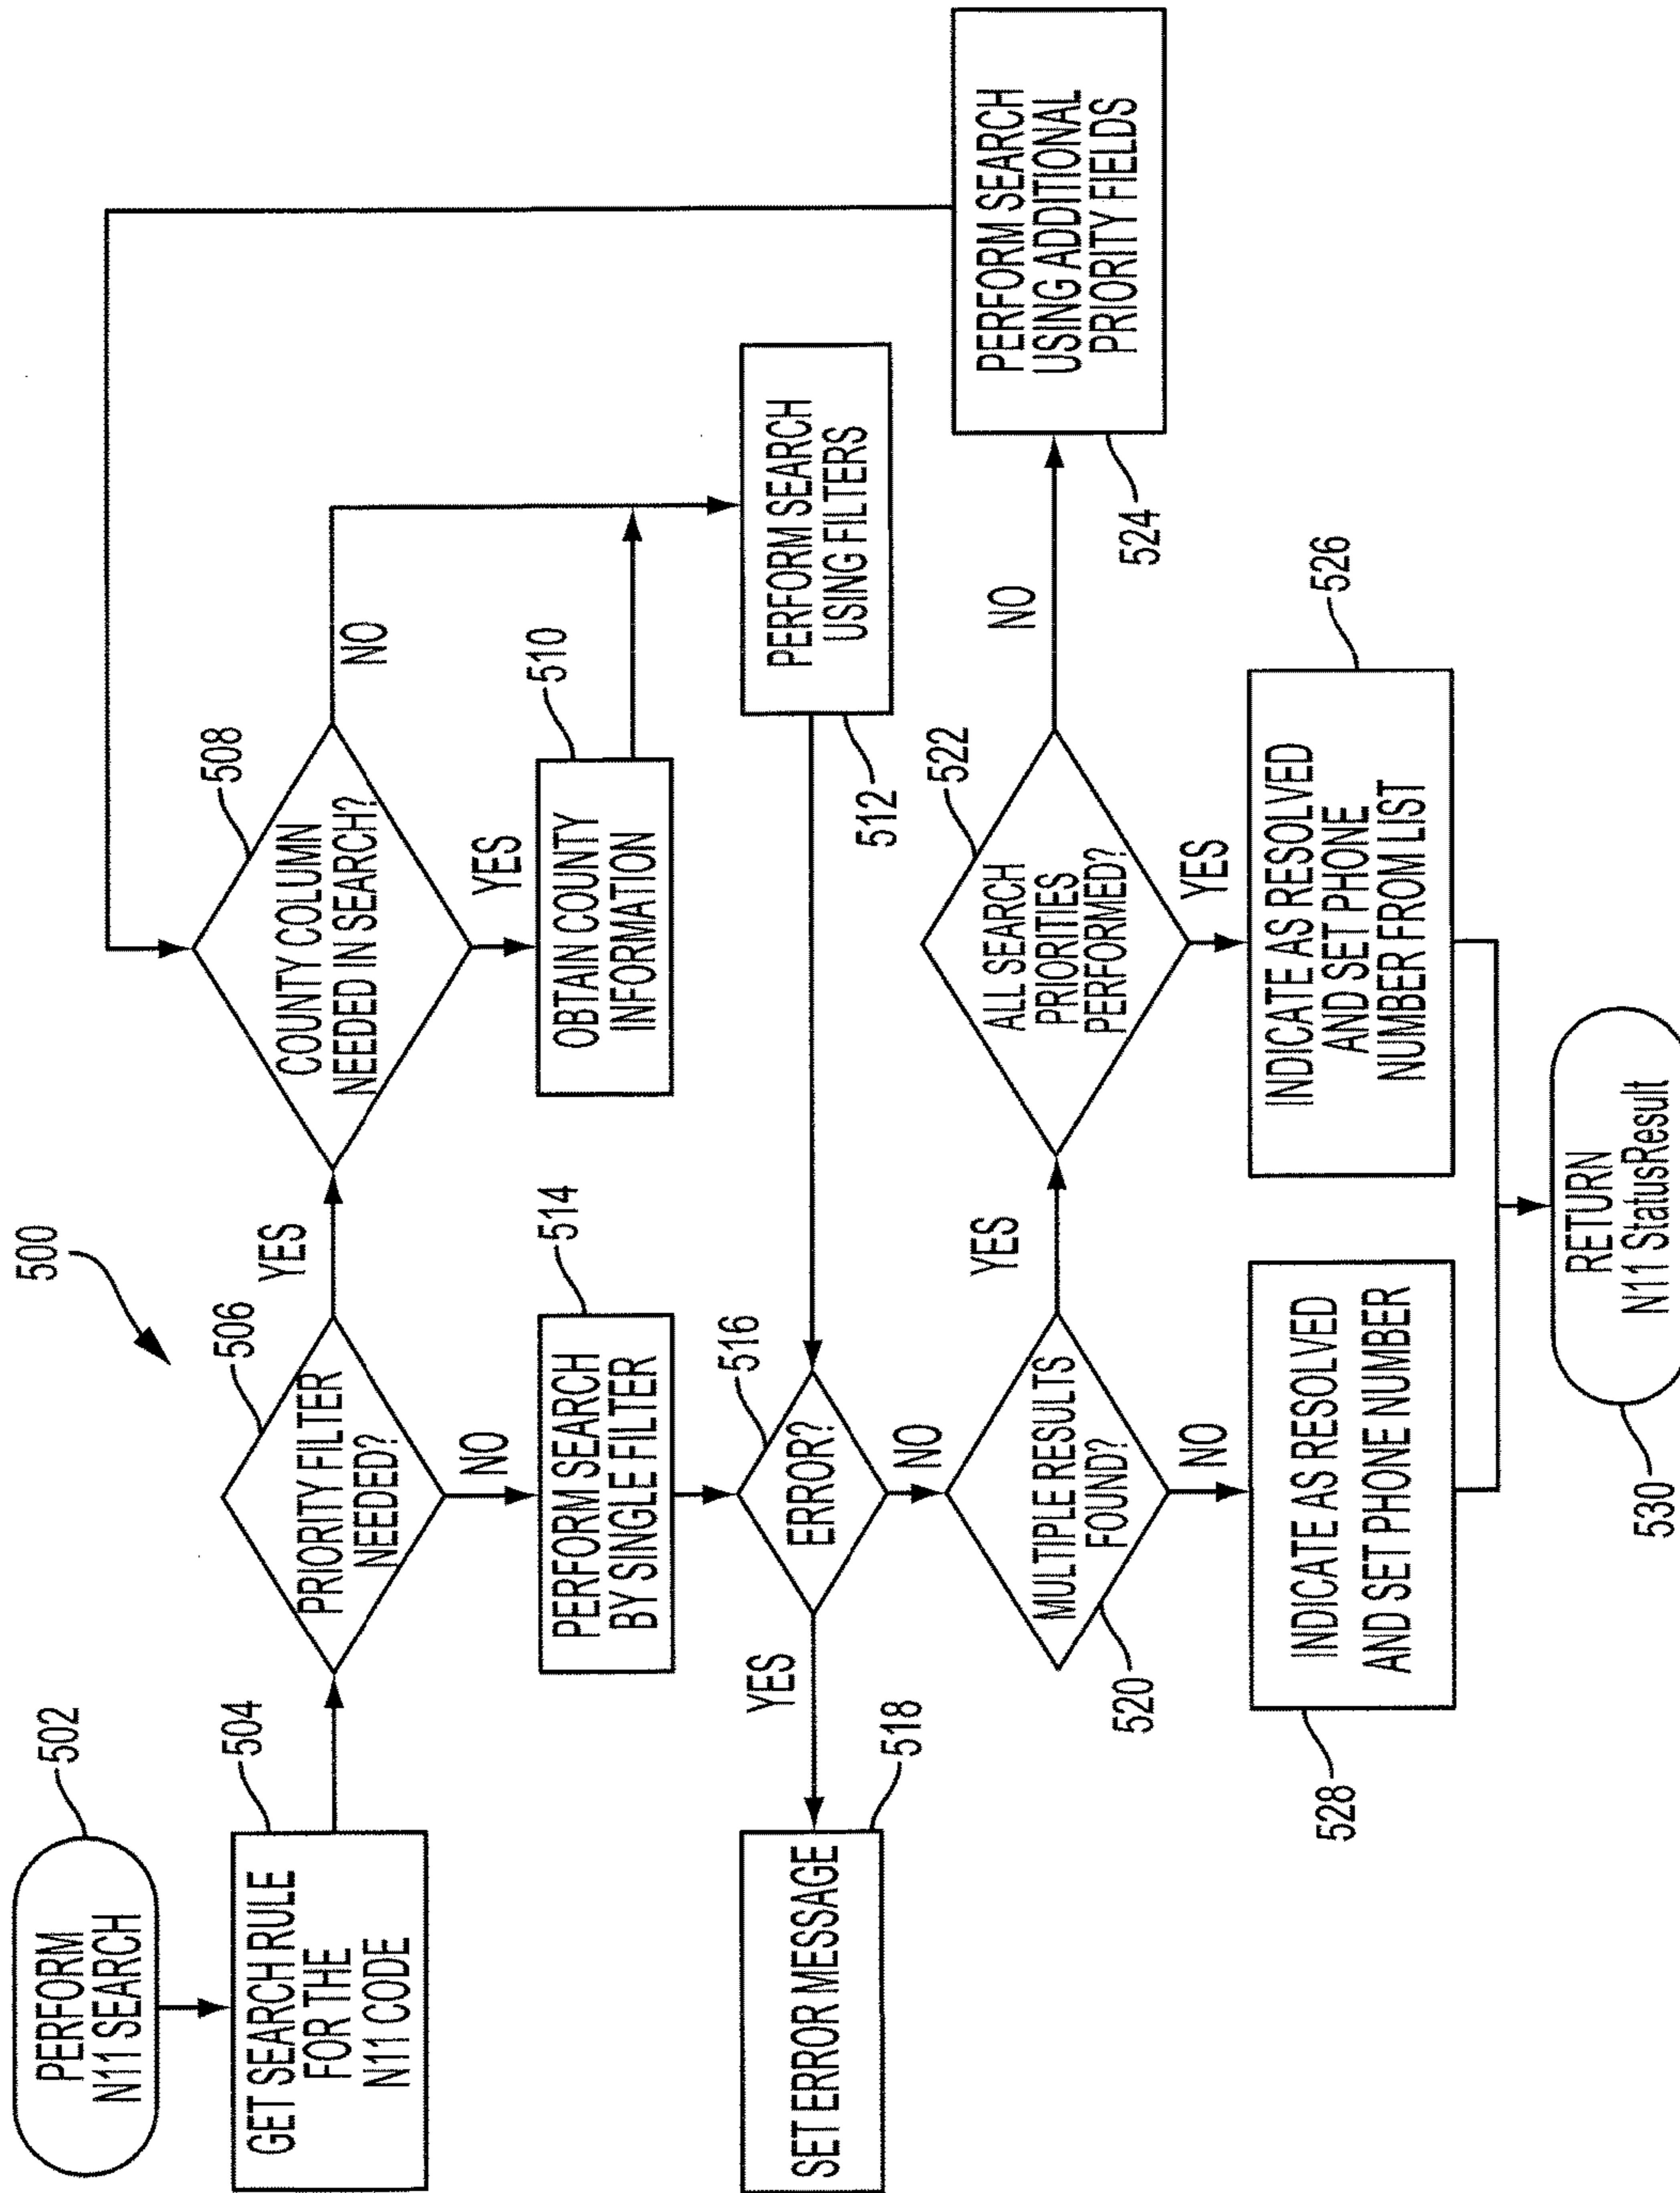 500
PERFORM
N11 SEARCH
502
GET SEARCH RULE
FOR THE
N11 CODE
504
PRIORITY FILTER
NEEDED?
506
YES
NO
COUNTY COLUMN
NEEDED IN SEARCH?
508
NO
YES
OBTAIN COUNTY
INFORMATION
510
PERFORM SEARCH
USING FILTERS
512
PERFORM SEARCH
BY SINGLE FILTER
514
ERROR?
516
YES
NO
SET ERROR MESSAGE
518
MULTIPLE RESULTS
FOUND?
520
YES
NO
ALL SEARCH
PRIORITIES
PERFORMED?
522
NO
YES
PERFORM SEARCH
USING ADDITIONAL
PRIORITY FIELDS
524
INDICATE AS RESOLVED
AND SET PHONE
NUMBER FROM LIST
526
INDICATE AS RESOLVED
AND SET PHONE NUMBER
528
RETURN
N11 StatusResult
530